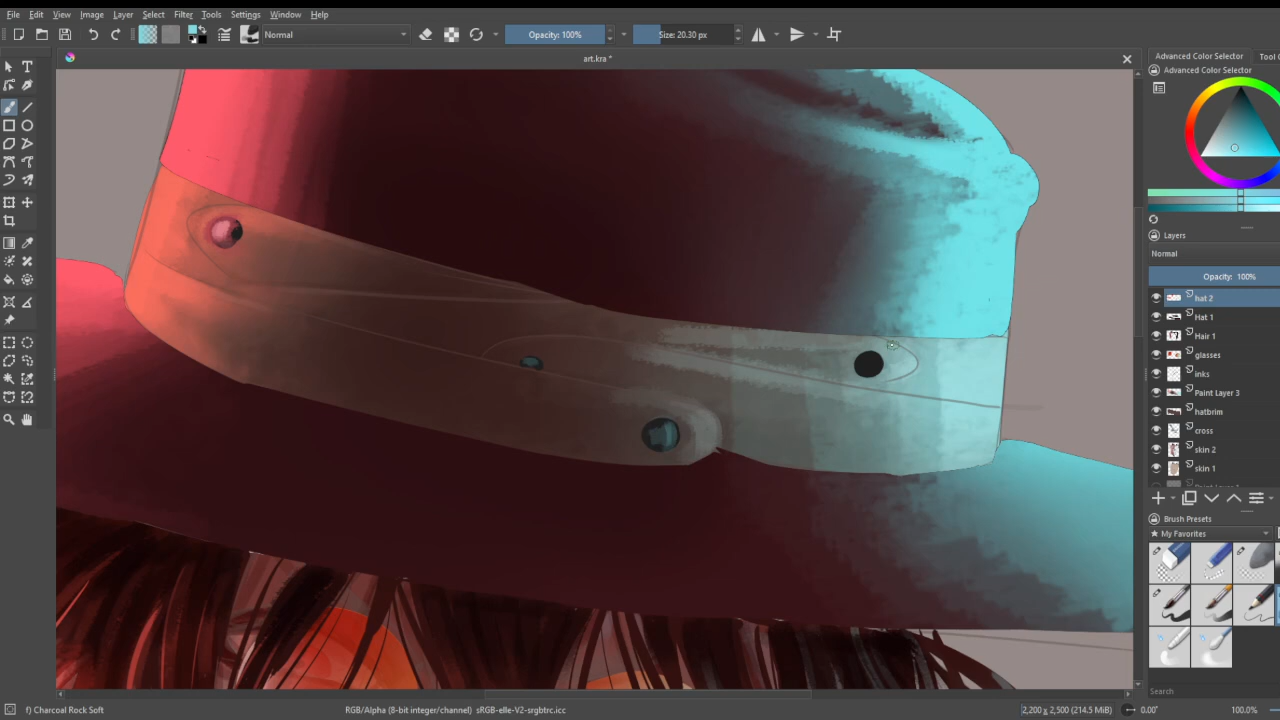 File Edit View Image Layer Select Filter Tools Settings Window Help
Normal Opacity: 100% Size: 20.30 px
art.kra *
Advanced Color Selector Tool
Advanced Color Selector
Layers
Normal
Opacity: 100%
hat 2
Hat 1
Hair 1
glasses
inks
Paint Layer 3
hatbrim
cross
skin 2
skin 1
Brush Presets
My Favorites
Search
f) Charcoal Rock Soft RGB/Alpha (8-bit integer/channel) sRGB-elle-V2-srgbtrc.icc 2,200 x 2,500 (214.5 MiB) 0.00° 100.0%